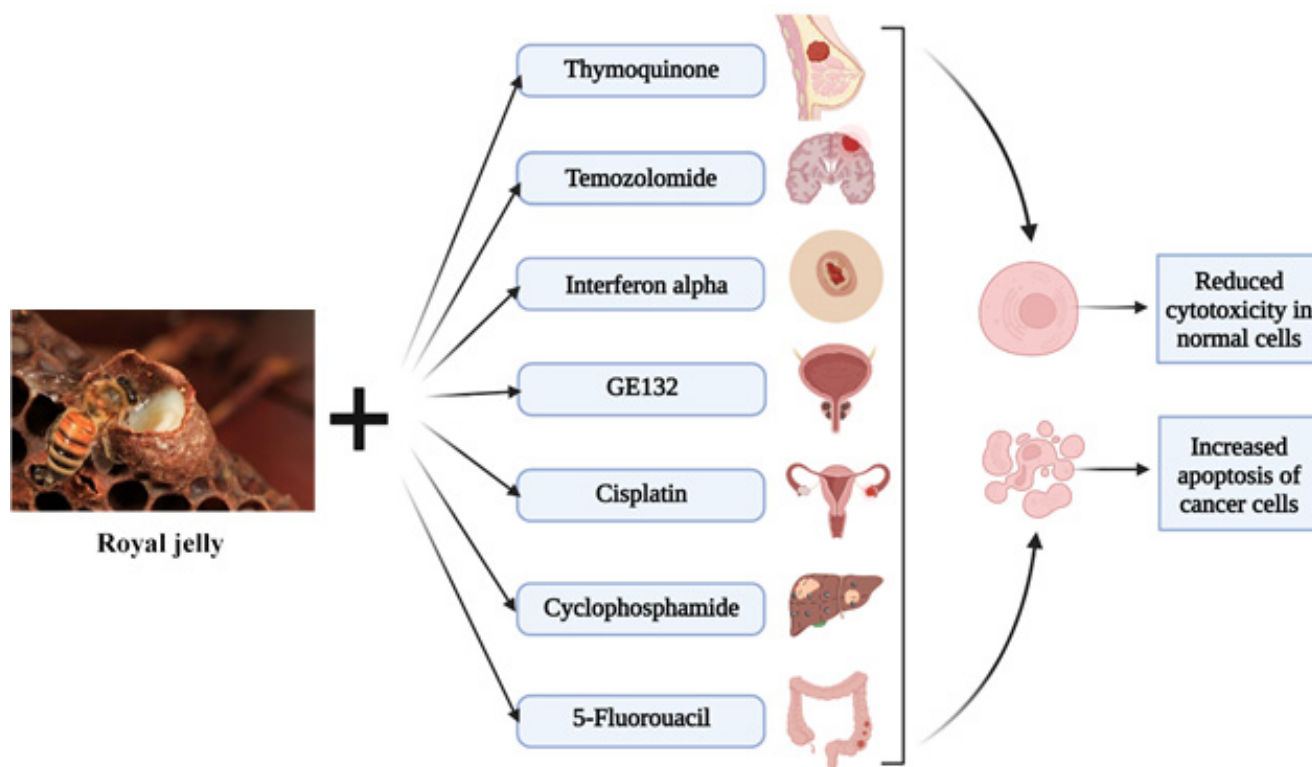 Thymoquinone
Temozolomide
Interferon alpha
GE132
Cisplatin
Cyclophosphamide
5-Fluorouacil
Royal jelly
Reduced
cytotoxicity in
normal cells
Increased
apoptosis of
cancer cells